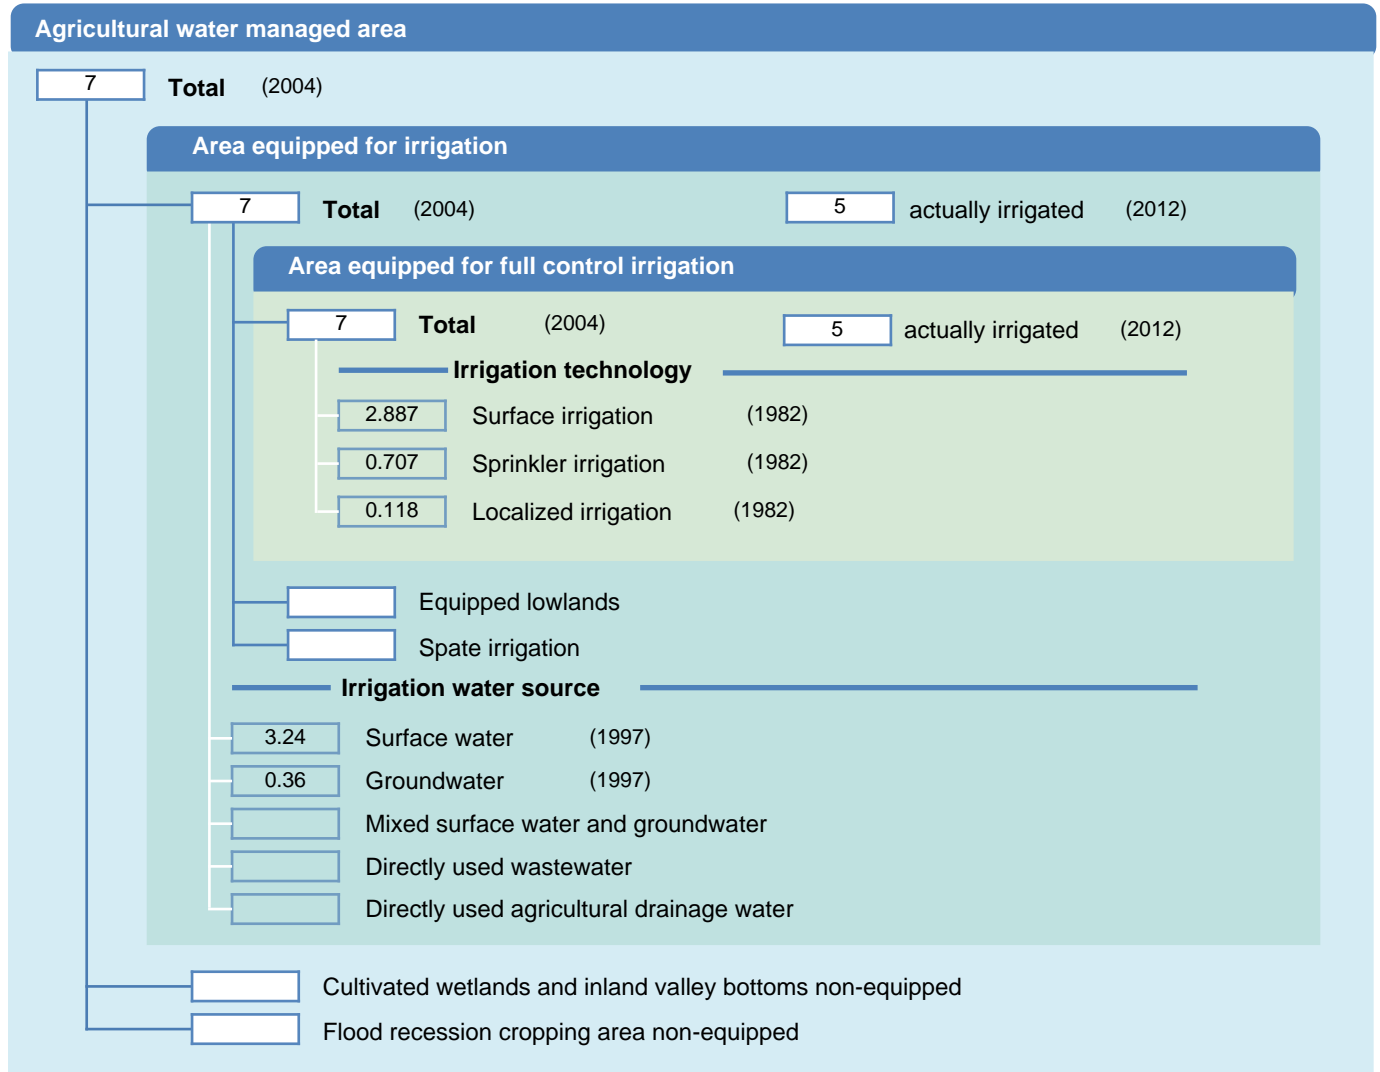 Agricultural water managed area
7 Total (2004)
Area equipped for irrigation
7 Total (2004) 5 actually irrigated (2012)
Area equipped for full control irrigation
7 Total (2004) 5 actually irrigated (2012)
Irrigation technology
2.887 Surface irrigation (1982)
0.707 Sprinkler irrigation (1982)
0.118 Localized irrigation (1982)
Equipped lowlands
Spate irrigation
Irrigation water source
3.24 Surface water (1997)
0.36 Groundwater (1997)
Mixed surface water and groundwater
Directly used wastewater
Directly used agricultural drainage water
Cultivated wetlands and inland valley bottoms non-equipped
Flood recession cropping area non-equipped